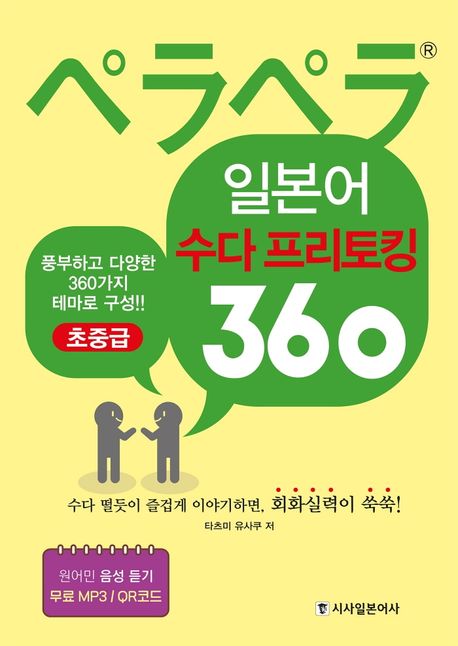 ペラペラ®
일본어
수다 프리토킹
360
풍부하고 다양한
360가지
테마로 구성!!
초중급
수다 떨듯이 즐겁게 이야기하면, 회화실력이 쑥쑥!
타츠미 유사쿠 저
원어민 음성 듣기
무료 MP3 / QR코드
시사일본어사